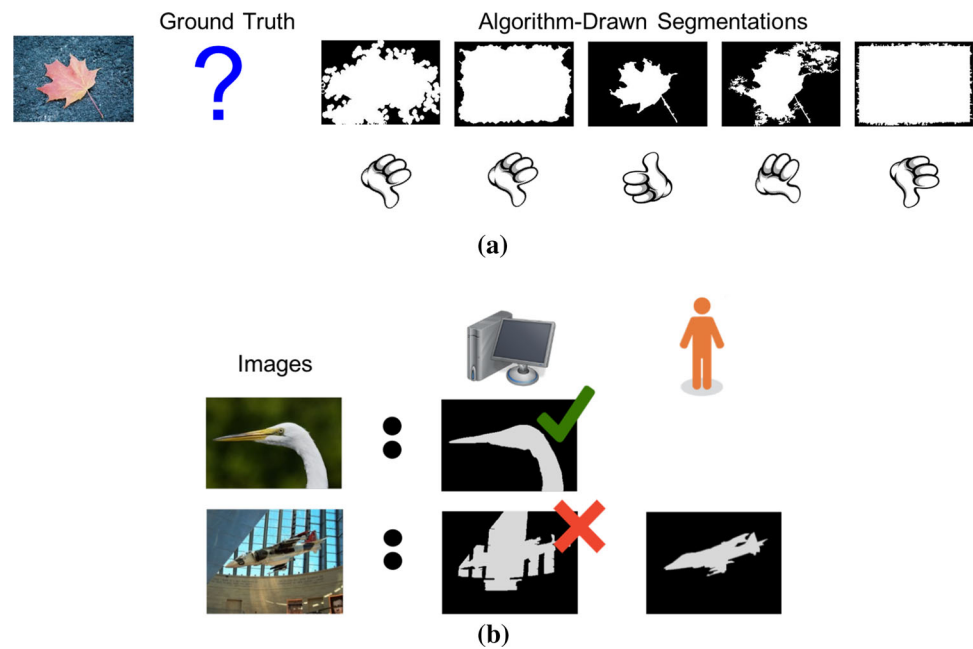 Ground Truth
Algorithm-Drawn Segmentations
?
(a)
Images
(b)